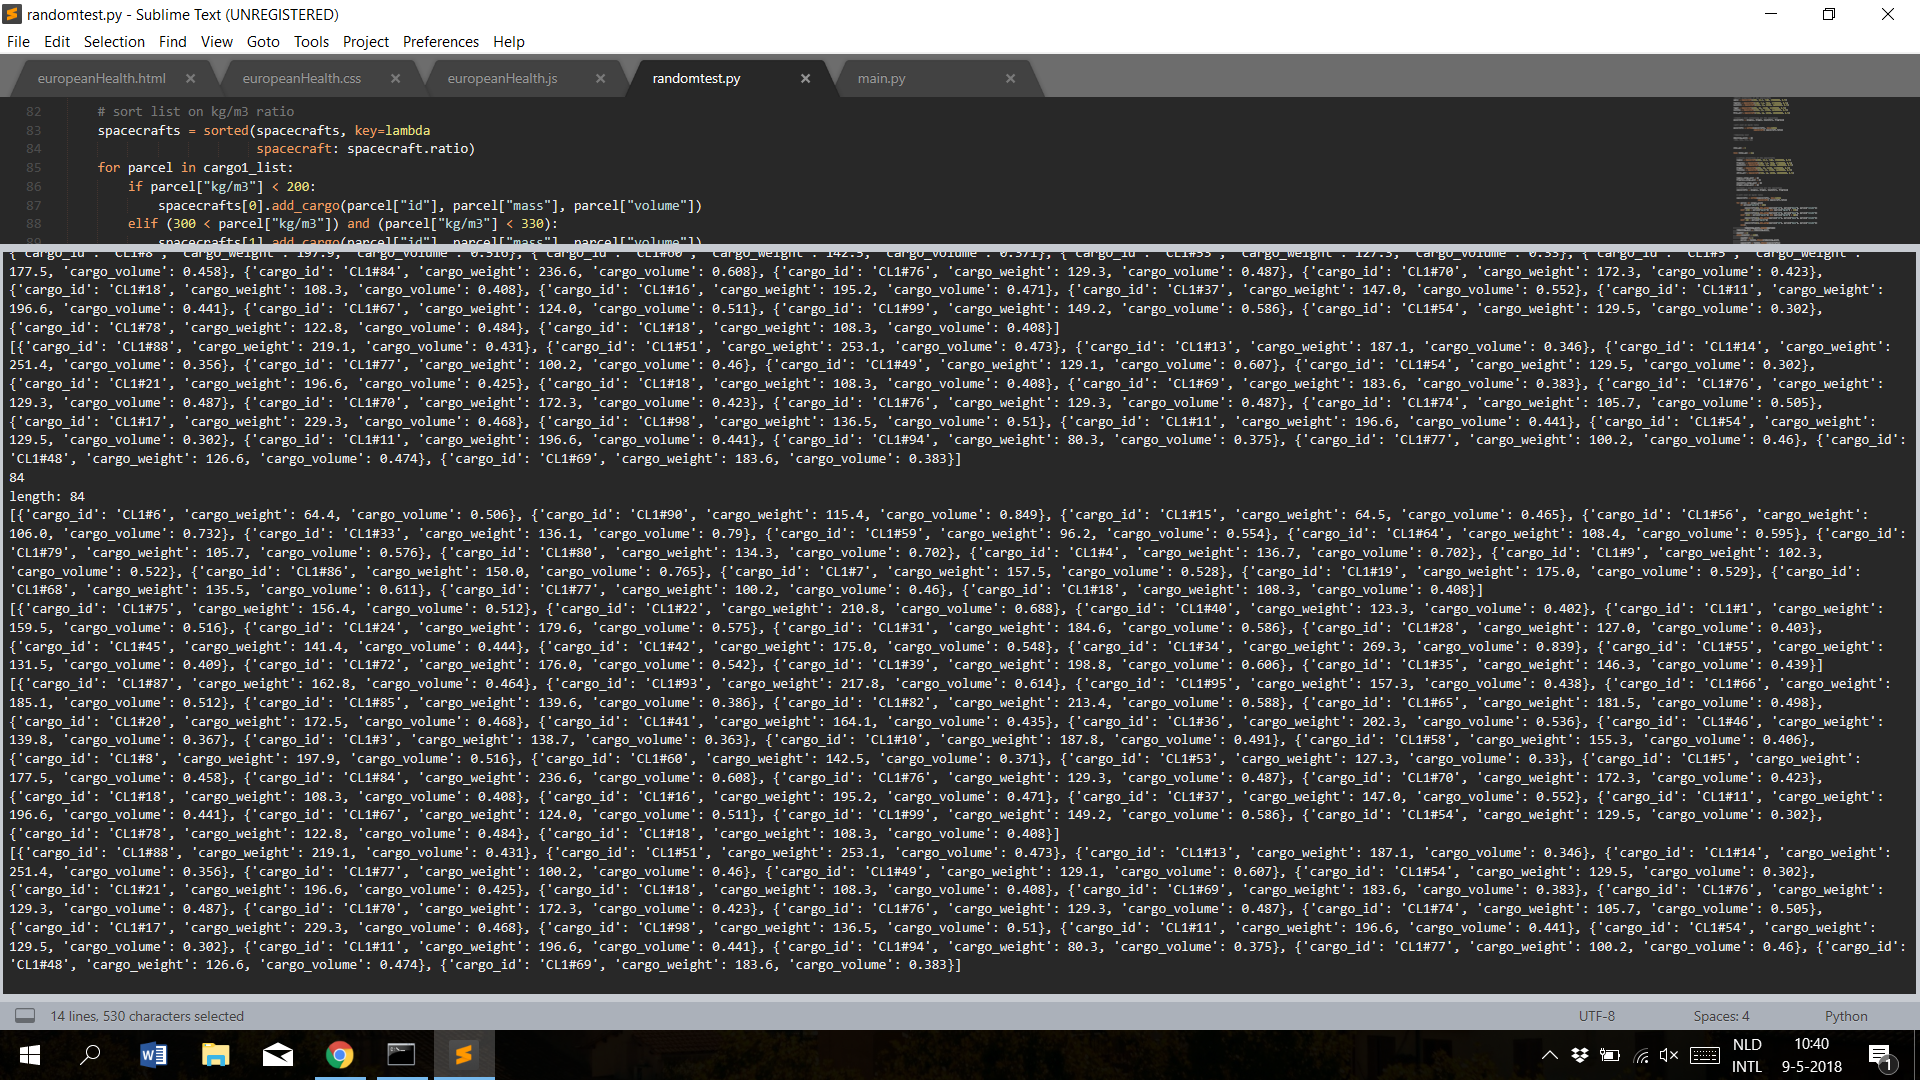 randomtest.py - Sublime Text (UNREGISTERED)
File Edit Selection Find View Goto Tools Project Preferences Help
europeanHealth.html europeanHealth.css europeanHealth.js randomtest.py main.py
82 # sort list on kg/m3 ratio
83 spacecrafts = sorted(spacecrafts, key=lambda
84 spacecraft: spacecraft.ratio)
85 for parcel in cargo1_list:
86 if parcel["kg/m3"] < 200:
87 spacecrafts[0].add_cargo(parcel["id"], parcel["mass"], parcel["volume"])
88 elif (300 < parcel["kg/m3"]) and (parcel["kg/m3"] < 330):
89 spacecrafts[1].add_cargo(parcel["id"], parcel["mass"], parcel["volume"])
{'cargo_id': 'CL1#8', 'cargo_weight': 197.9, 'cargo_volume': 0.516}, {'cargo_id': 'CL1#60', 'cargo_weight': 142.5, 'cargo_volume': 0.371}, {'cargo_id': 'CL1#53', 'cargo_weight': 127.3, 'cargo_volume': 0.33}, {'cargo_id': 'CL1#5', 'cargo_weight':
177.5, 'cargo_volume': 0.458}, {'cargo_id': 'CL1#84', 'cargo_weight': 236.6, 'cargo_volume': 0.608}, {'cargo_id': 'CL1#76', 'cargo_weight': 129.3, 'cargo_volume': 0.487}, {'cargo_id': 'CL1#70', 'cargo_weight': 172.3, 'cargo_volume': 0.423},
{'cargo_id': 'CL1#18', 'cargo_weight': 108.3, 'cargo_volume': 0.408}, {'cargo_id': 'CL1#16', 'cargo_weight': 195.2, 'cargo_volume': 0.471}, {'cargo_id': 'CL1#37', 'cargo_weight': 147.0, 'cargo_volume': 0.552}, {'cargo_id': 'CL1#11', 'cargo_weight':
196.6, 'cargo_volume': 0.441}, {'cargo_id': 'CL1#67', 'cargo_weight': 124.0, 'cargo_volume': 0.511}, {'cargo_id': 'CL1#99', 'cargo_weight': 149.2, 'cargo_volume': 0.586}, {'cargo_id': 'CL1#54', 'cargo_weight': 129.5, 'cargo_volume': 0.302},
{'cargo_id': 'CL1#78', 'cargo_weight': 122.8, 'cargo_volume': 0.484}, {'cargo_id': 'CL1#18', 'cargo_weight': 108.3, 'cargo_volume': 0.408}]
[{'cargo_id': 'CL1#88', 'cargo_weight': 219.1, 'cargo_volume': 0.431}, {'cargo_id': 'CL1#51', 'cargo_weight': 253.1, 'cargo_volume': 0.473}, {'cargo_id': 'CL1#13', 'cargo_weight': 187.1, 'cargo_volume': 0.346}, {'cargo_id': 'CL1#14', 'cargo_weight':
251.4, 'cargo_volume': 0.356}, {'cargo_id': 'CL1#77', 'cargo_weight': 100.2, 'cargo_volume': 0.46}, {'cargo_id': 'CL1#49', 'cargo_weight': 129.1, 'cargo_volume': 0.607}, {'cargo_id': 'CL1#54', 'cargo_weight': 129.5, 'cargo_volume': 0.302},
{'cargo_id': 'CL1#21', 'cargo_weight': 196.6, 'cargo_volume': 0.425}, {'cargo_id': 'CL1#18', 'cargo_weight': 108.3, 'cargo_volume': 0.408}, {'cargo_id': 'CL1#69', 'cargo_weight': 183.6, 'cargo_volume': 0.383}, {'cargo_id': 'CL1#76', 'cargo_weight':
129.3, 'cargo_volume': 0.487}, {'cargo_id': 'CL1#70', 'cargo_weight': 172.3, 'cargo_volume': 0.423}, {'cargo_id': 'CL1#76', 'cargo_weight': 129.3, 'cargo_volume': 0.487}, {'cargo_id': 'CL1#74', 'cargo_weight': 105.7, 'cargo_volume': 0.505},
{'cargo_id': 'CL1#17', 'cargo_weight': 229.3, 'cargo_volume': 0.468}, {'cargo_id': 'CL1#98', 'cargo_weight': 136.5, 'cargo_volume': 0.51}, {'cargo_id': 'CL1#11', 'cargo_weight': 196.6, 'cargo_volume': 0.441}, {'cargo_id': 'CL1#54', 'cargo_weight':
129.5, 'cargo_volume': 0.302}, {'cargo_id': 'CL1#11', 'cargo_weight': 196.6, 'cargo_volume': 0.441}, {'cargo_id': 'CL1#94', 'cargo_weight': 80.3, 'cargo_volume': 0.375}, {'cargo_id': 'CL1#77', 'cargo_weight': 100.2, 'cargo_volume': 0.46}, {'cargo_id':
'CL1#48', 'cargo_weight': 126.6, 'cargo_volume': 0.474}, {'cargo_id': 'CL1#69', 'cargo_weight': 183.6, 'cargo_volume': 0.383}]
84
length: 84
[{'cargo_id': 'CL1#6', 'cargo_weight': 64.4, 'cargo_volume': 0.506}, {'cargo_id': 'CL1#90', 'cargo_weight': 115.4, 'cargo_volume': 0.849}, {'cargo_id': 'CL1#15', 'cargo_weight': 64.5, 'cargo_volume': 0.465}, {'cargo_id': 'CL1#56', 'cargo_weight':
106.0, 'cargo_volume': 0.732}, {'cargo_id': 'CL1#33', 'cargo_weight': 136.1, 'cargo_volume': 0.79}, {'cargo_id': 'CL1#59', 'cargo_weight': 96.2, 'cargo_volume': 0.554}, {'cargo_id': 'CL1#64', 'cargo_weight': 108.4, 'cargo_volume': 0.595}, {'cargo_id':
'CL1#79', 'cargo_weight': 105.7, 'cargo_volume': 0.576}, {'cargo_id': 'CL1#80', 'cargo_weight': 134.3, 'cargo_volume': 0.702}, {'cargo_id': 'CL1#4', 'cargo_weight': 136.7, 'cargo_volume': 0.702}, {'cargo_id': 'CL1#9', 'cargo_weight': 102.3,
'cargo_volume': 0.522}, {'cargo_id': 'CL1#86', 'cargo_weight': 150.0, 'cargo_volume': 0.765}, {'cargo_id': 'CL1#7', 'cargo_weight': 157.5, 'cargo_volume': 0.528}, {'cargo_id': 'CL1#19', 'cargo_weight': 175.0, 'cargo_volume': 0.529}, {'cargo_id':
'CL1#68', 'cargo_weight': 135.5, 'cargo_volume': 0.611}, {'cargo_id': 'CL1#77', 'cargo_weight': 100.2, 'cargo_volume': 0.46}, {'cargo_id': 'CL1#18', 'cargo_weight': 108.3, 'cargo_volume': 0.408}]
[{'cargo_id': 'CL1#75', 'cargo_weight': 156.4, 'cargo_volume': 0.512}, {'cargo_id': 'CL1#22', 'cargo_weight': 210.8, 'cargo_volume': 0.688}, {'cargo_id': 'CL1#40', 'cargo_weight': 123.3, 'cargo_volume': 0.402}, {'cargo_id': 'CL1#1', 'cargo_weight':
159.5, 'cargo_volume': 0.516}, {'cargo_id': 'CL1#24', 'cargo_weight': 179.6, 'cargo_volume': 0.575}, {'cargo_id': 'CL1#31', 'cargo_weight': 184.6, 'cargo_volume': 0.586}, {'cargo_id': 'CL1#28', 'cargo_weight': 127.0, 'cargo_volume': 0.403},
{'cargo_id': 'CL1#45', 'cargo_weight': 141.4, 'cargo_volume': 0.444}, {'cargo_id': 'CL1#42', 'cargo_weight': 175.0, 'cargo_volume': 0.548}, {'cargo_id': 'CL1#34', 'cargo_weight': 269.3, 'cargo_volume': 0.839}, {'cargo_id': 'CL1#55', 'cargo_weight':
131.5, 'cargo_volume': 0.409}, {'cargo_id': 'CL1#72', 'cargo_weight': 176.0, 'cargo_volume': 0.542}, {'cargo_id': 'CL1#39', 'cargo_weight': 198.8, 'cargo_volume': 0.606}, {'cargo_id': 'CL1#35', 'cargo_weight': 146.3, 'cargo_volume': 0.439}]
[{'cargo_id': 'CL1#87', 'cargo_weight': 162.8, 'cargo_volume': 0.464}, {'cargo_id': 'CL1#93', 'cargo_weight': 217.8, 'cargo_volume': 0.614}, {'cargo_id': 'CL1#95', 'cargo_weight': 157.3, 'cargo_volume': 0.438}, {'cargo_id': 'CL1#66', 'cargo_weight':
185.1, 'cargo_volume': 0.512}, {'cargo_id': 'CL1#85', 'cargo_weight': 139.6, 'cargo_volume': 0.386}, {'cargo_id': 'CL1#82', 'cargo_weight': 213.4, 'cargo_volume': 0.588}, {'cargo_id': 'CL1#65', 'cargo_weight': 181.5, 'cargo_volume': 0.498},
{'cargo_id': 'CL1#20', 'cargo_weight': 172.5, 'cargo_volume': 0.468}, {'cargo_id': 'CL1#41', 'cargo_weight': 164.1, 'cargo_volume': 0.435}, {'cargo_id': 'CL1#36', 'cargo_weight': 202.3, 'cargo_volume': 0.536}, {'cargo_id': 'CL1#46', 'cargo_weight':
139.8, 'cargo_volume': 0.367}, {'cargo_id': 'CL1#3', 'cargo_weight': 138.7, 'cargo_volume': 0.363}, {'cargo_id': 'CL1#10', 'cargo_weight': 187.8, 'cargo_volume': 0.491}, {'cargo_id': 'CL1#58', 'cargo_weight': 155.3, 'cargo_volume': 0.406},
{'cargo_id': 'CL1#8', 'cargo_weight': 197.9, 'cargo_volume': 0.516}, {'cargo_id': 'CL1#60', 'cargo_weight': 142.5, 'cargo_volume': 0.371}, {'cargo_id': 'CL1#53', 'cargo_weight': 127.3, 'cargo_volume': 0.33}, {'cargo_id': 'CL1#5', 'cargo_weight':
177.5, 'cargo_volume': 0.458}, {'cargo_id': 'CL1#84', 'cargo_weight': 236.6, 'cargo_volume': 0.608}, {'cargo_id': 'CL1#76', 'cargo_weight': 129.3, 'cargo_volume': 0.487}, {'cargo_id': 'CL1#70', 'cargo_weight': 172.3, 'cargo_volume': 0.423},
{'cargo_id': 'CL1#18', 'cargo_weight': 108.3, 'cargo_volume': 0.408}, {'cargo_id': 'CL1#16', 'cargo_weight': 195.2, 'cargo_volume': 0.471}, {'cargo_id': 'CL1#37', 'cargo_weight': 147.0, 'cargo_volume': 0.552}, {'cargo_id': 'CL1#11', 'cargo_weight':
196.6, 'cargo_volume': 0.441}, {'cargo_id': 'CL1#67', 'cargo_weight': 124.0, 'cargo_volume': 0.511}, {'cargo_id': 'CL1#99', 'cargo_weight': 149.2, 'cargo_volume': 0.586}, {'cargo_id': 'CL1#54', 'cargo_weight': 129.5, 'cargo_volume': 0.302},
{'cargo_id': 'CL1#78', 'cargo_weight': 122.8, 'cargo_volume': 0.484}, {'cargo_id': 'CL1#18', 'cargo_weight': 108.3, 'cargo_volume': 0.408}]
[{'cargo_id': 'CL1#88', 'cargo_weight': 219.1, 'cargo_volume': 0.431}, {'cargo_id': 'CL1#51', 'cargo_weight': 253.1, 'cargo_volume': 0.473}, {'cargo_id': 'CL1#13', 'cargo_weight': 187.1, 'cargo_volume': 0.346}, {'cargo_id': 'CL1#14', 'cargo_weight':
251.4, 'cargo_volume': 0.356}, {'cargo_id': 'CL1#77', 'cargo_weight': 100.2, 'cargo_volume': 0.46}, {'cargo_id': 'CL1#49', 'cargo_weight': 129.1, 'cargo_volume': 0.607}, {'cargo_id': 'CL1#54', 'cargo_weight': 129.5, 'cargo_volume': 0.302},
{'cargo_id': 'CL1#21', 'cargo_weight': 196.6, 'cargo_volume': 0.425}, {'cargo_id': 'CL1#18', 'cargo_weight': 108.3, 'cargo_volume': 0.408}, {'cargo_id': 'CL1#69', 'cargo_weight': 183.6, 'cargo_volume': 0.383}, {'cargo_id': 'CL1#76', 'cargo_weight':
129.3, 'cargo_volume': 0.487}, {'cargo_id': 'CL1#70', 'cargo_weight': 172.3, 'cargo_volume': 0.423}, {'cargo_id': 'CL1#76', 'cargo_weight': 129.3, 'cargo_volume': 0.487}, {'cargo_id': 'CL1#74', 'cargo_weight': 105.7, 'cargo_volume': 0.505},
{'cargo_id': 'CL1#17', 'cargo_weight': 229.3, 'cargo_volume': 0.468}, {'cargo_id': 'CL1#98', 'cargo_weight': 136.5, 'cargo_volume': 0.51}, {'cargo_id': 'CL1#11', 'cargo_weight': 196.6, 'cargo_volume': 0.441}, {'cargo_id': 'CL1#54', 'cargo_weight':
129.5, 'cargo_volume': 0.302}, {'cargo_id': 'CL1#11', 'cargo_weight': 196.6, 'cargo_volume': 0.441}, {'cargo_id': 'CL1#94', 'cargo_weight': 80.3, 'cargo_volume': 0.375}, {'cargo_id': 'CL1#77', 'cargo_weight': 100.2, 'cargo_volume': 0.46}, {'cargo_id':
'CL1#48', 'cargo_weight': 126.6, 'cargo_volume': 0.474}, {'cargo_id': 'CL1#69', 'cargo_weight': 183.6, 'cargo_volume': 0.383}]
14 lines, 530 characters selected UTF-8 Spaces: 4 Python
NLD 10:40
INTL 9-5-2018 1